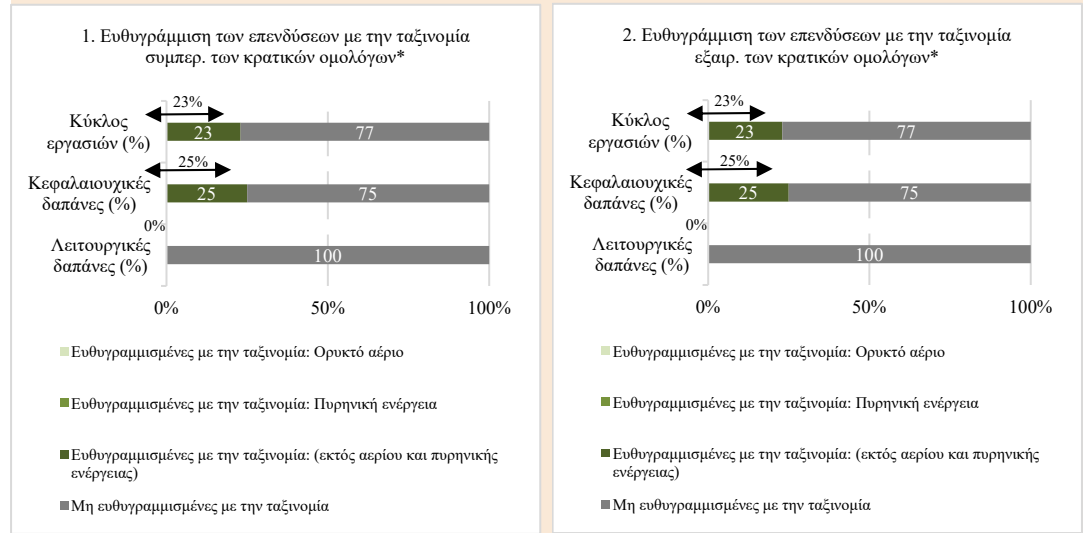 1. Ευθυγράμμιση των επενδύσεων με την ταξινομία
συμπερ. των κρατικών ομολόγων*
23%
Κύκλος
εργασιών (%)
23
77
25%
Κεφαλαιουχικές
δαπάνες (%)
25
75
0%
Λειτουργικές
δαπάνες (%)
100
0%
50%
100%
Ευθυγραμμισμένες με την ταξινομία: Ορυκτό αέριο
Ευθυγραμμισμένες με την ταξινομία: Πυρηνική ενέργεια
Ευθυγραμμισμένες με την ταξινομία: (εκτός αερίου και πυρηνικής
ενέργειας)
Μη ευθυγραμμισμένες με την ταξινομία
2. Ευθυγράμμιση των επενδύσεων με την ταξινομία
εξαιρ. των κρατικών ομολόγων*
23%
Κύκλος
εργασιών (%)
23
77
25%
Κεφαλαιουχικές
δαπάνες (%)
25
75
0%
Λειτουργικές
δαπάνες (%)
100
0%
50%
100%
Ευθυγραμμισμένες με την ταξινομία: Ορυκτό αέριο
Ευθυγραμμισμένες με την ταξινομία: Πυρηνική ενέργεια
Ευθυγραμμισμένες με την ταξινομία: (εκτός αερίου και πυρηνικής
ενέργειας)
Μη ευθυγραμμισμένες με την ταξινομία